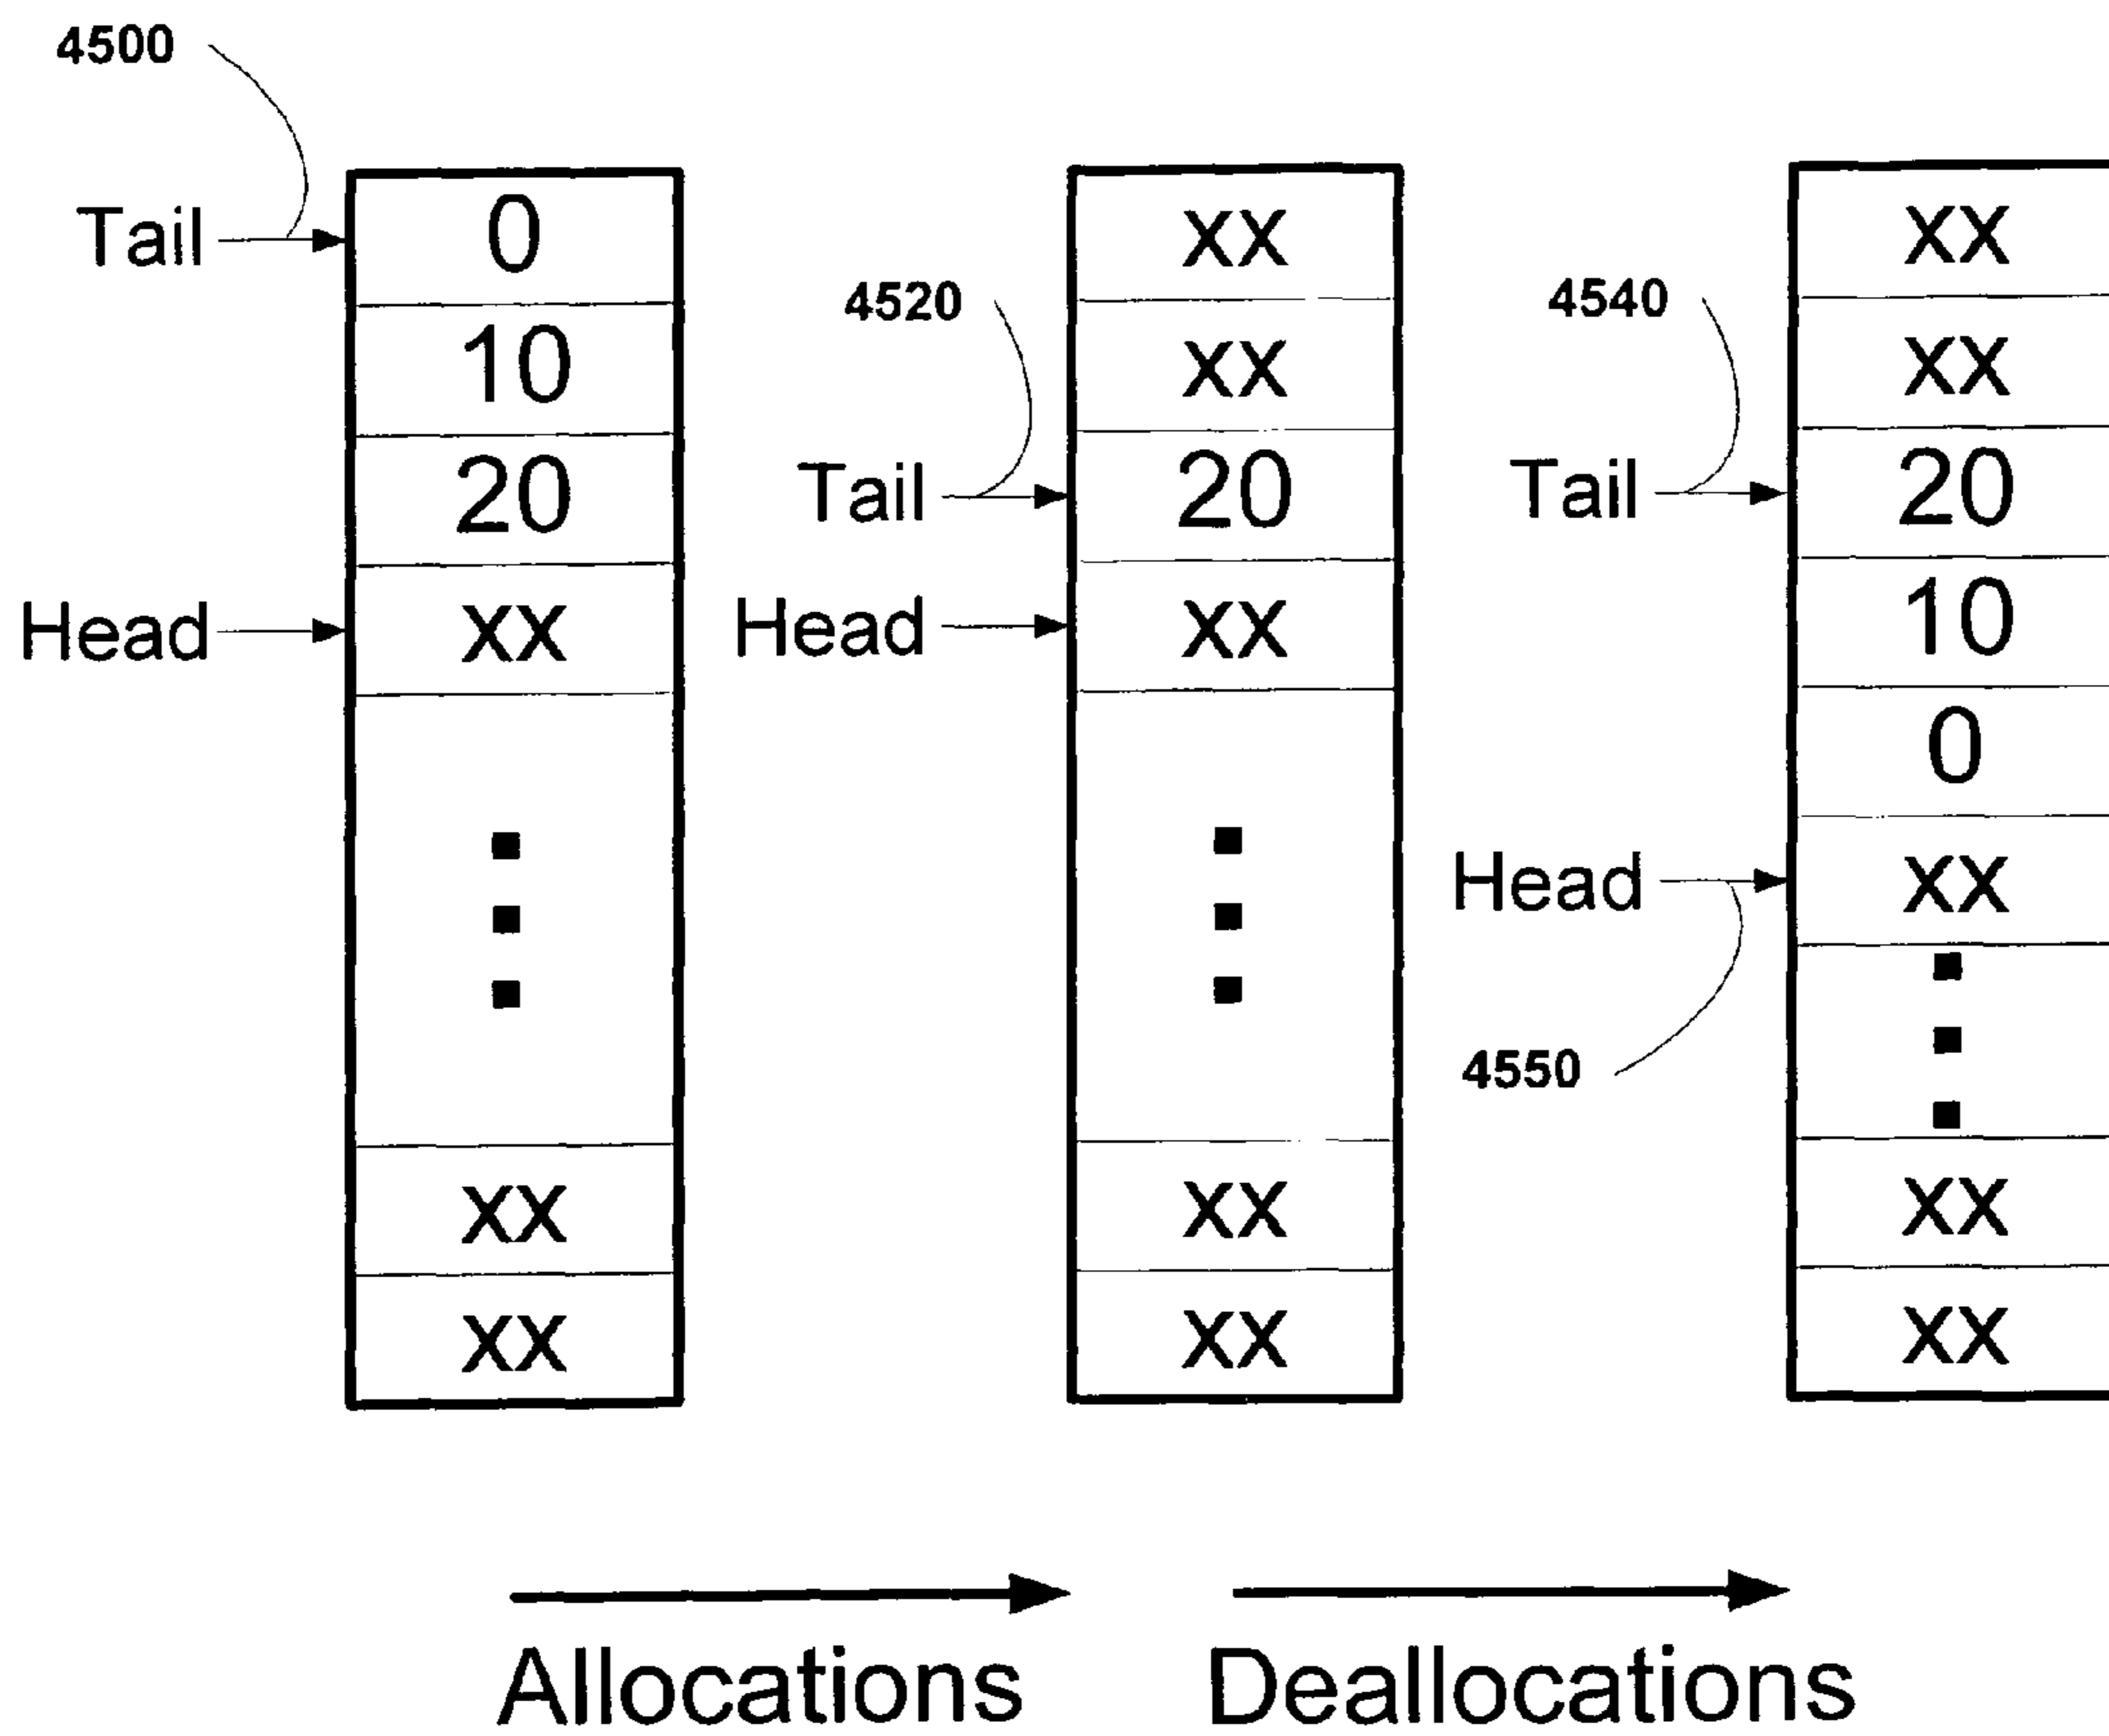 4500
Tail
0
10
20
Head
xx
xx
xx
4520
xx
xx
Tail
20
Head
xx
xx
xx
4540
xx
xx
Tail
20
10
0
Head
xx
4550
xx
xx
Allocations
Deallocations